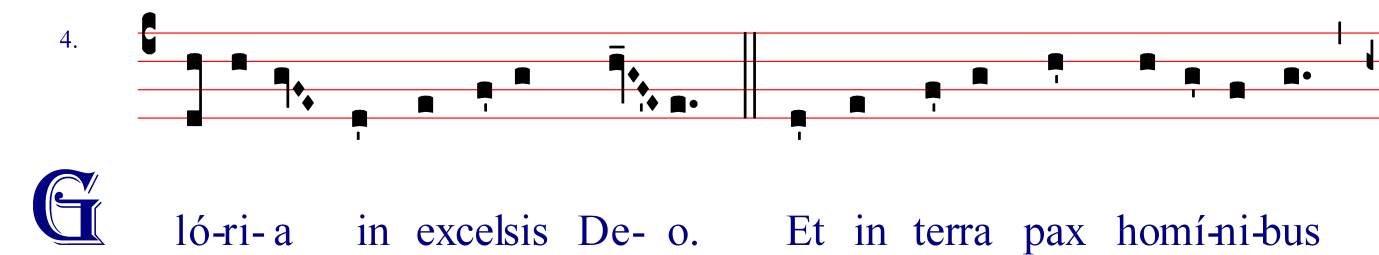 4.
Gló-ri-a in excelsis De-o. Et in terra pax homí-ni-bus